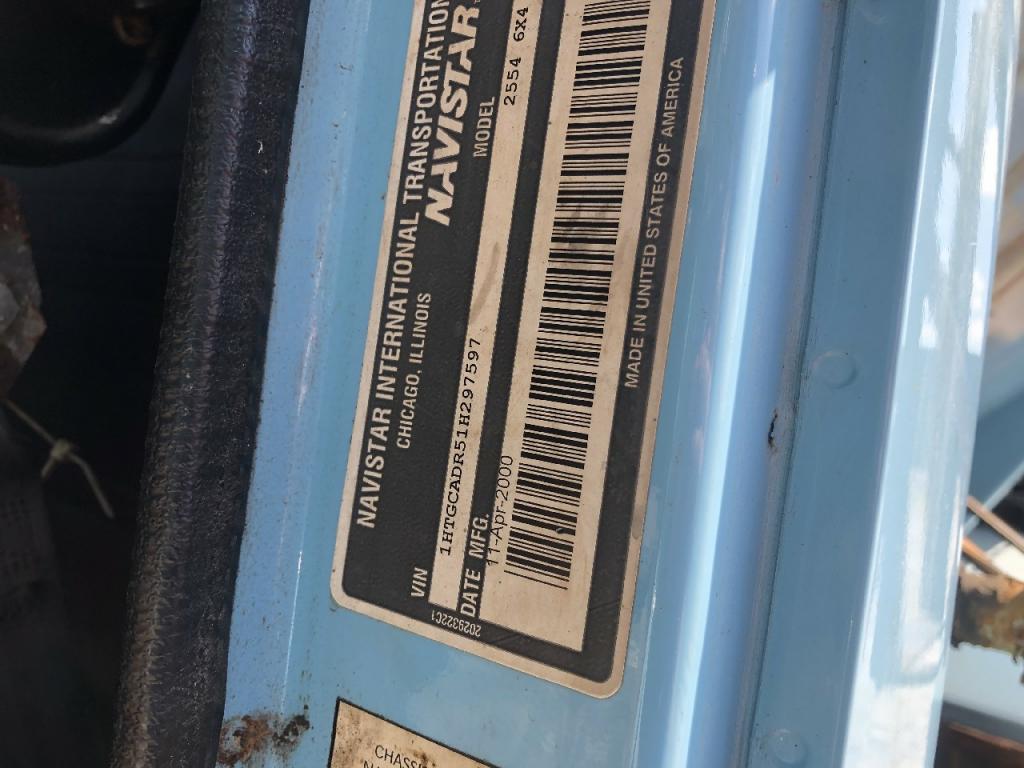 NAVISTAR INTERNATIONAL TRANSPORTATION
CHICAGO, ILLINOIS
NAVISTAR
VIN
MODEL
1HTGCADR51H297597
2554 6X4
DATE MFG.
11-Apr-2000
MADE IN UNITED STATES OF AMERICA
2029322C1